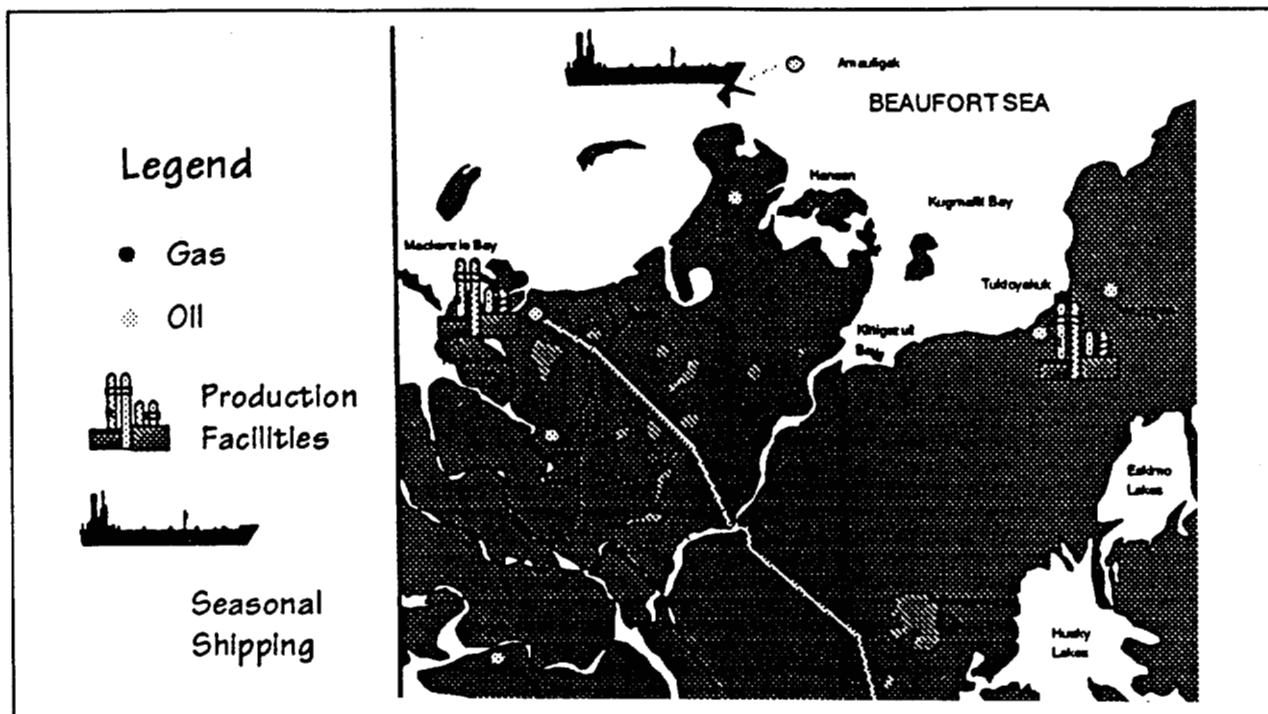 Legend
Gas
Oil
Production
Facilities
Seasonal
Shipping
Amauligak
BEAUFORT SEA
Hansen
Kugmallit Bay
Mackenzie Bay
Tuktoyaktuk
Bay
Eskimo
Lakes
Husky
Lakes